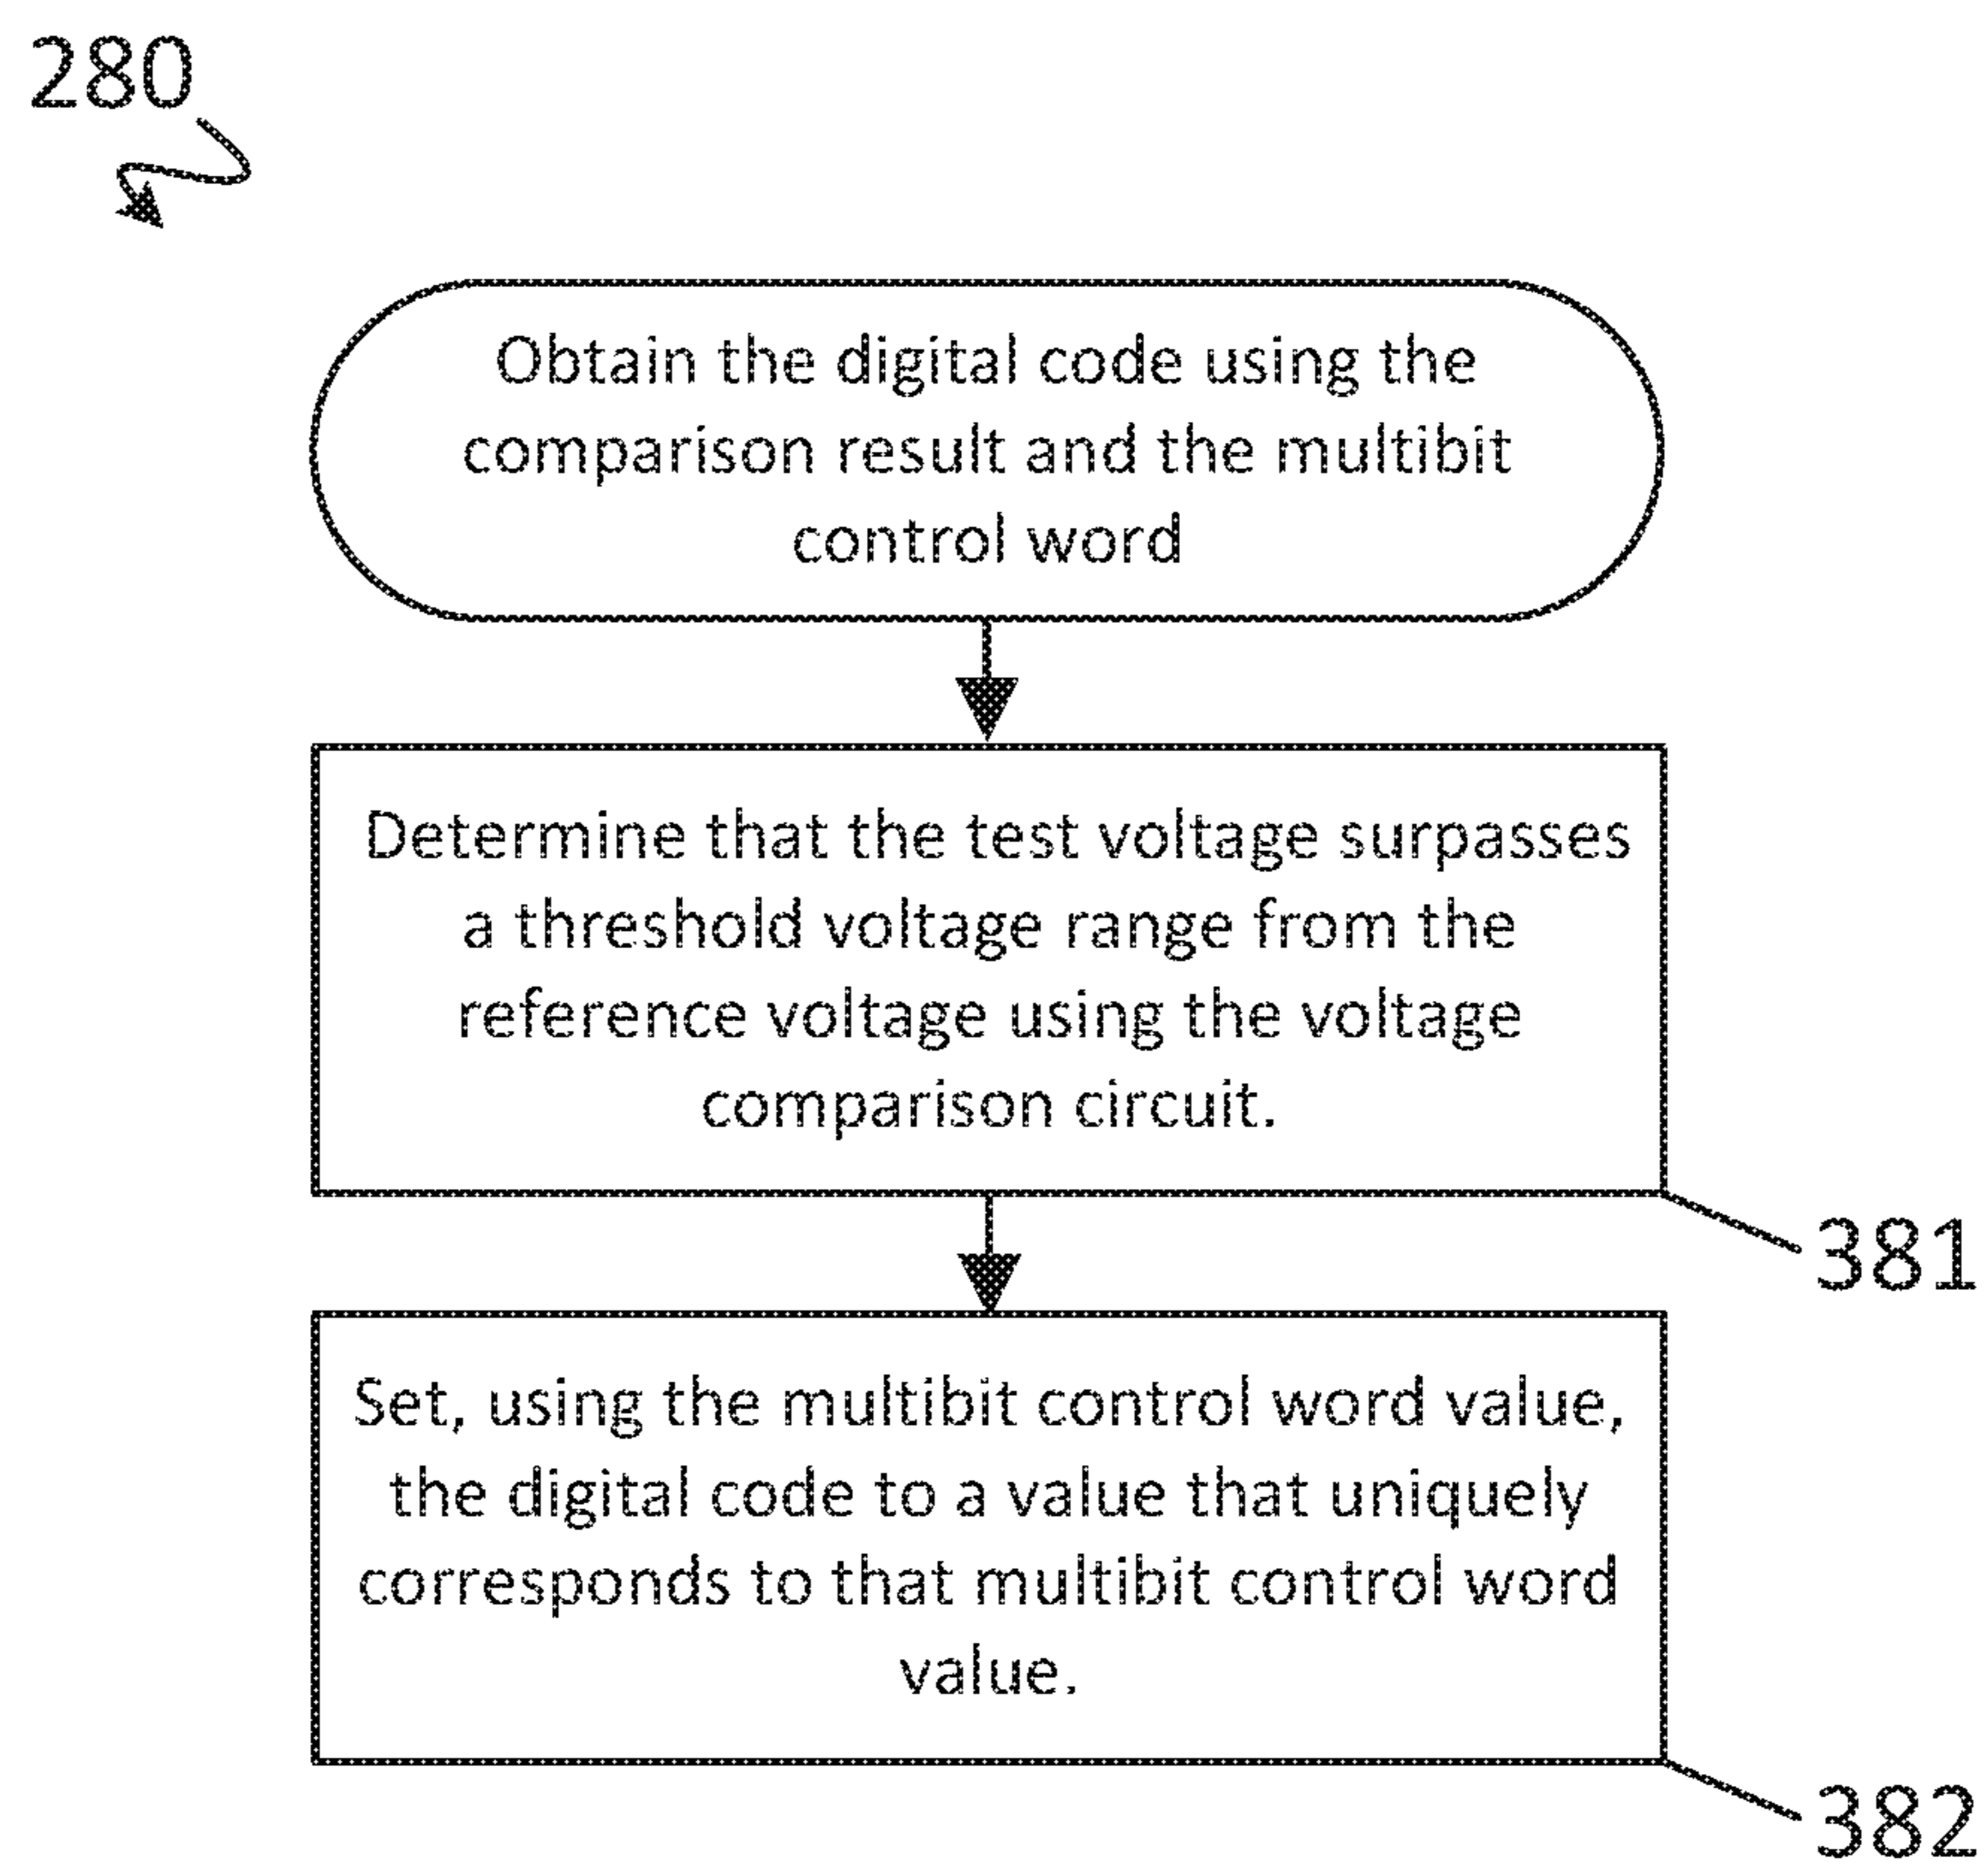 280
Obtain the digital code using the
comparison result and the multibit
control word
Determine that the test voltage surpasses
a threshold voltage range from the
reference voltage using the voltage
comparison circuit.
381
Set, using the multibit control word value,
the digital code to a value that uniquely
corresponds to that multibit control word
value.
382